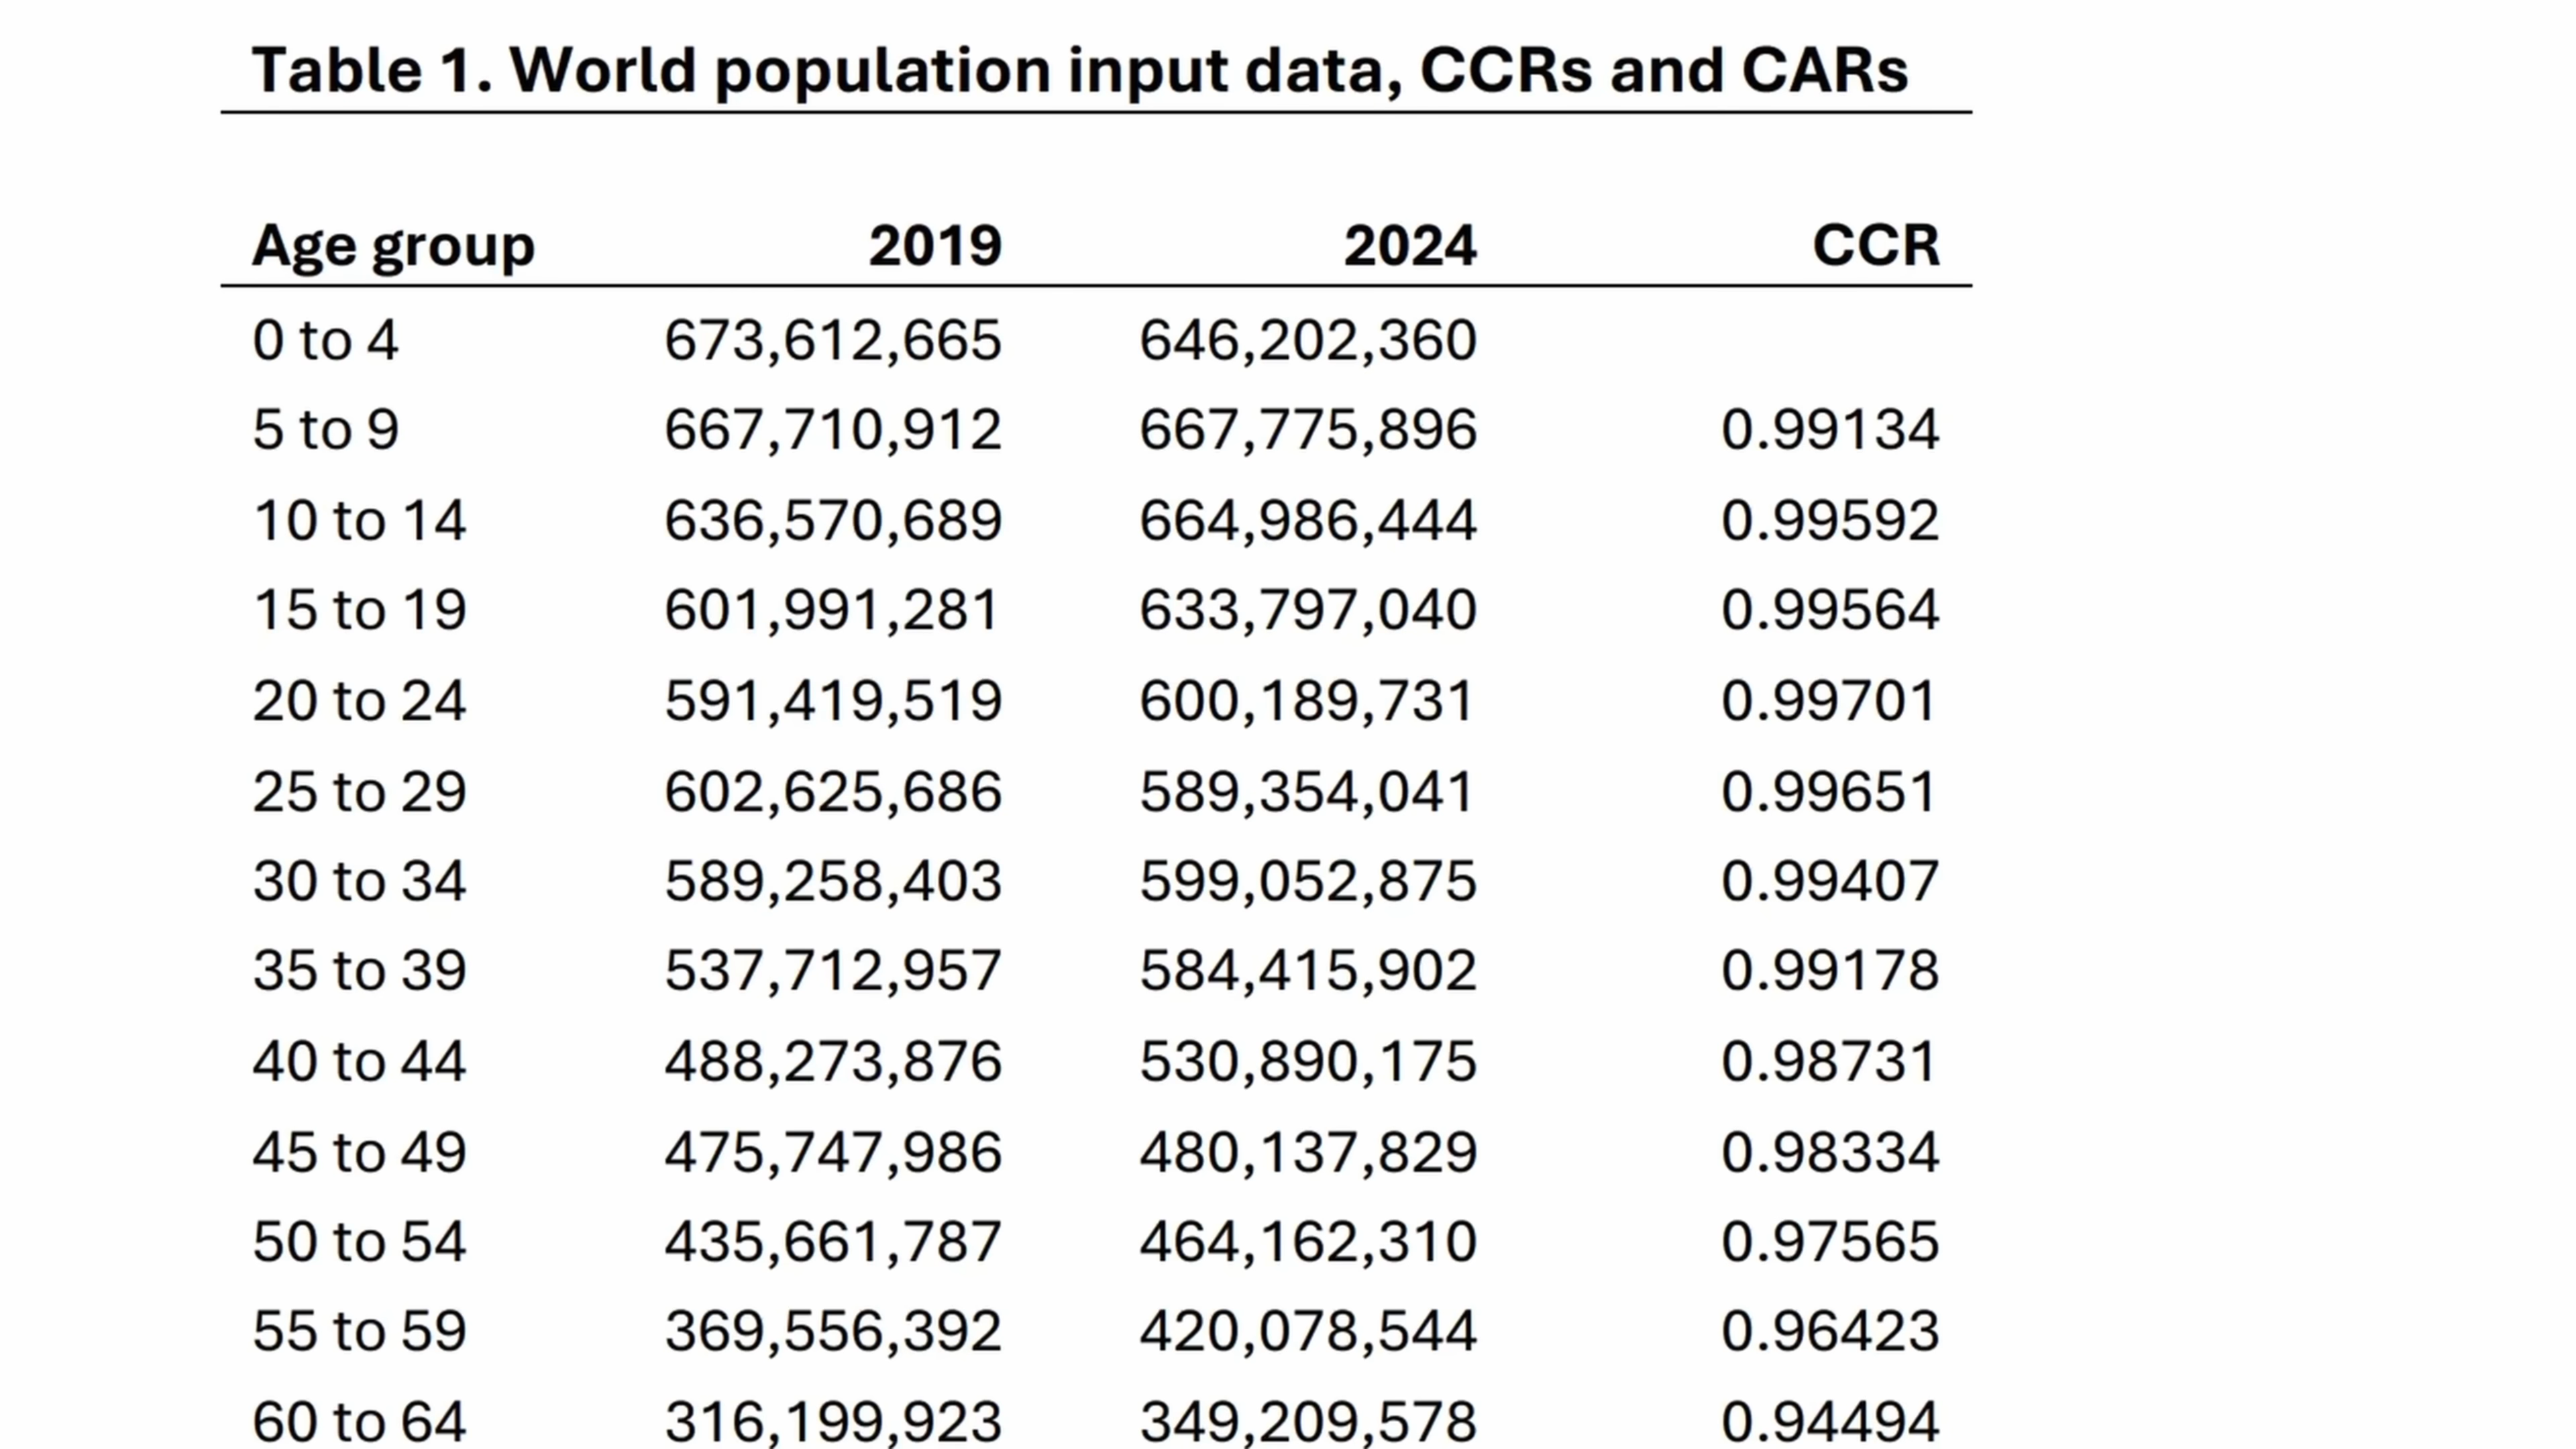 Table 1. World population input data, CCRs and CARs
Age group 2019 2024 CCR
0 to 4 673,612,665 646,202,360
5 to 9 667,710,912 667,775,896 0.99134
10 to 14 636,570,689 664,986,444 0.99592
15 to 19 601,991,281 633,797,040 0.99564
20 to 24 591,419,519 600,189,731 0.99701
25 to 29 602,625,686 589,354,041 0.99651
30 to 34 589,258,403 599,052,875 0.99407
35 to 39 537,712,957 584,415,902 0.99178
40 to 44 488,273,876 530,890,175 0.98731
45 to 49 475,747,986 480,137,829 0.98334
50 to 54 435,661,787 464,162,310 0.97565
55 to 59 369,556,392 420,078,544 0.96423
60 to 64 316,199,923 349,209,578 0.94494